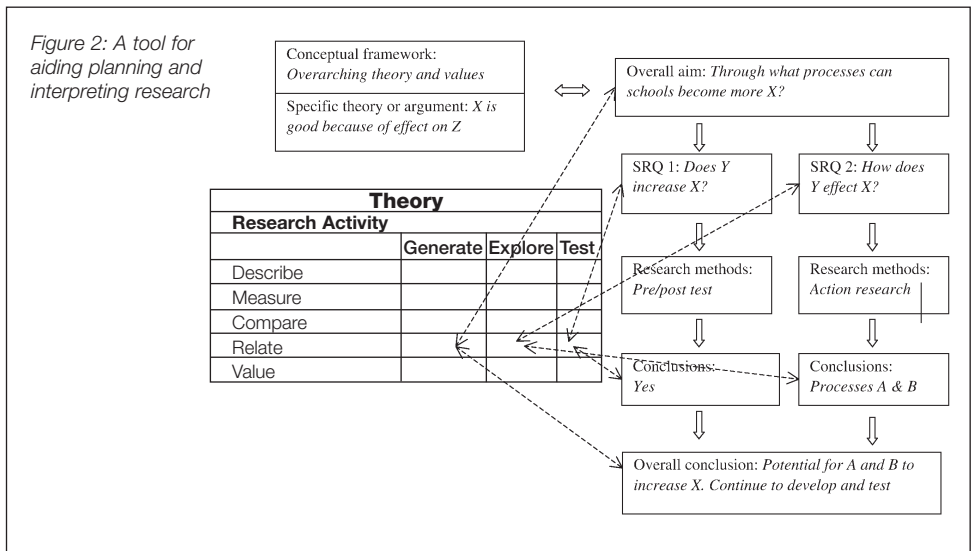 Figure 2: A tool for
aiding planning and
interpreting research
Conceptual framework:
Overarching theory and values
Specific theory or argument: X is
good because of effect on Z
Overall aim: Through what processes can
schools become more X?
SRQ 1: Does Y
increase X?
SRQ 2: How does
Y effect X?
Theory
Research Activity
Generate Explore Test
Describe
Measure
Compare
Relate
Value
Research methods:
Pre/post test
Research methods:
Action research
Conclusions:
Yes
Conclusions:
Processes A & B
Overall conclusion: Potential for A and B to
increase X. Continue to develop and test